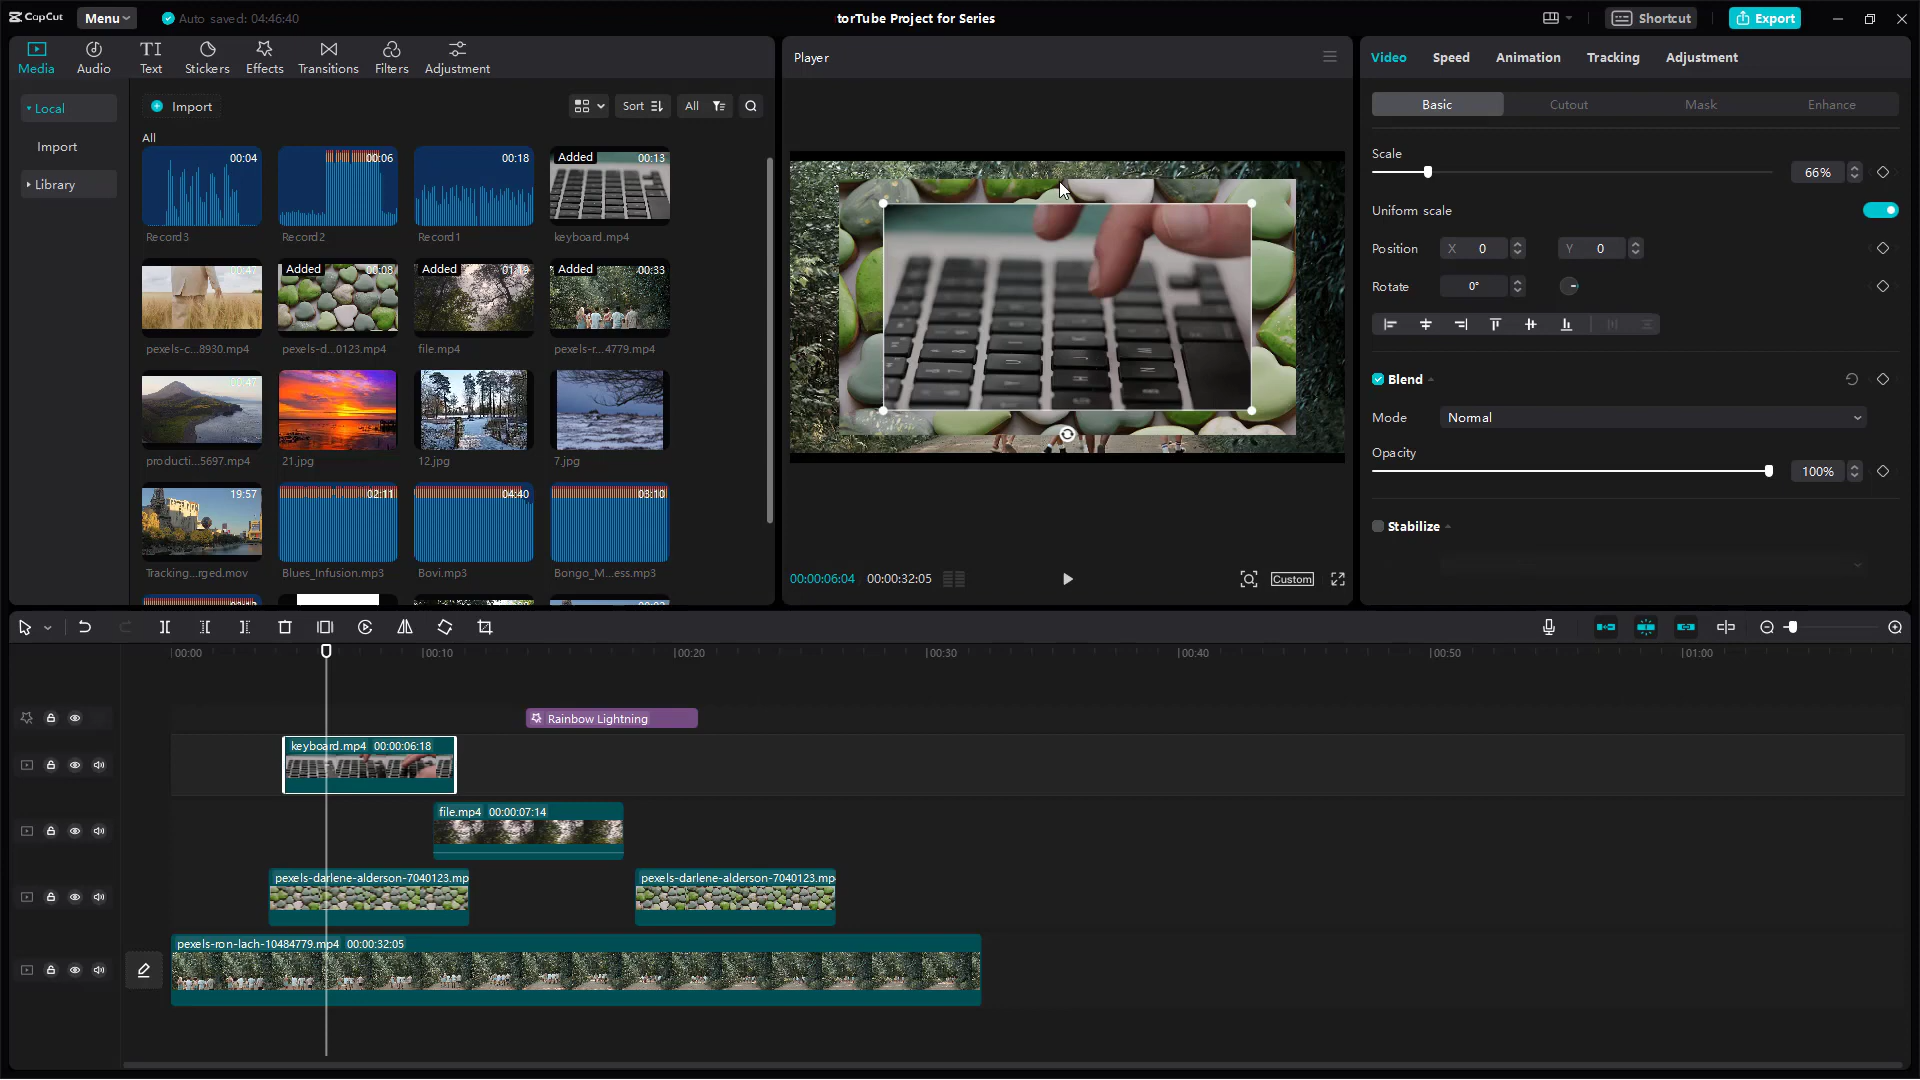 CapCut
Menu
Auto saved: 04:46:40
torTube Project for Series
Shortcut
Export
Media
Audio
TI
Text
Stickers
Effects
Transitions
Filters
Adjustment
Local
Import
Library
Import
Sort
All
All
00:04
Record3
00:06
Record2
00:18
Record1
Added 00:13
keyboard.mp4
00:47
pexels-c...8930.mp4
Added 00:08
pexels-d...0123.mp4
Added 01:19
file.mp4
Added 00:33
pexels-r...4779.mp4
00:47
producti...5697.mp4
21.jpg
12.jpg
7.jpg
19:57
Tracking...rged.mov
02:11
Blues_Infusion.mp3
04:40
Bovi.mp3
03:10
Bongo_M...ess.mp3
Player
00:00:06:04 00:00:32:05
Custom
Video
Speed
Animation
Tracking
Adjustment
Basic
Cutout
Mask
Enhance
Scale
66%
Uniform scale
Position X 0 Y 0
Rotate 0°
Blend
Mode Normal
Opacity
100%
Stabilize
00:00
00:10
00:20
00:30
00:40
00:50
01:00
Rainbow Lightning
keyboard.mp4 00:00:06:18
file.mp4 00:00:07:14
pexels-darlene-alderson-7040123.mp
pexels-darlene-alderson-7040123.mp
pexels-ron-lach-10484779.mp4 00:00:32:05